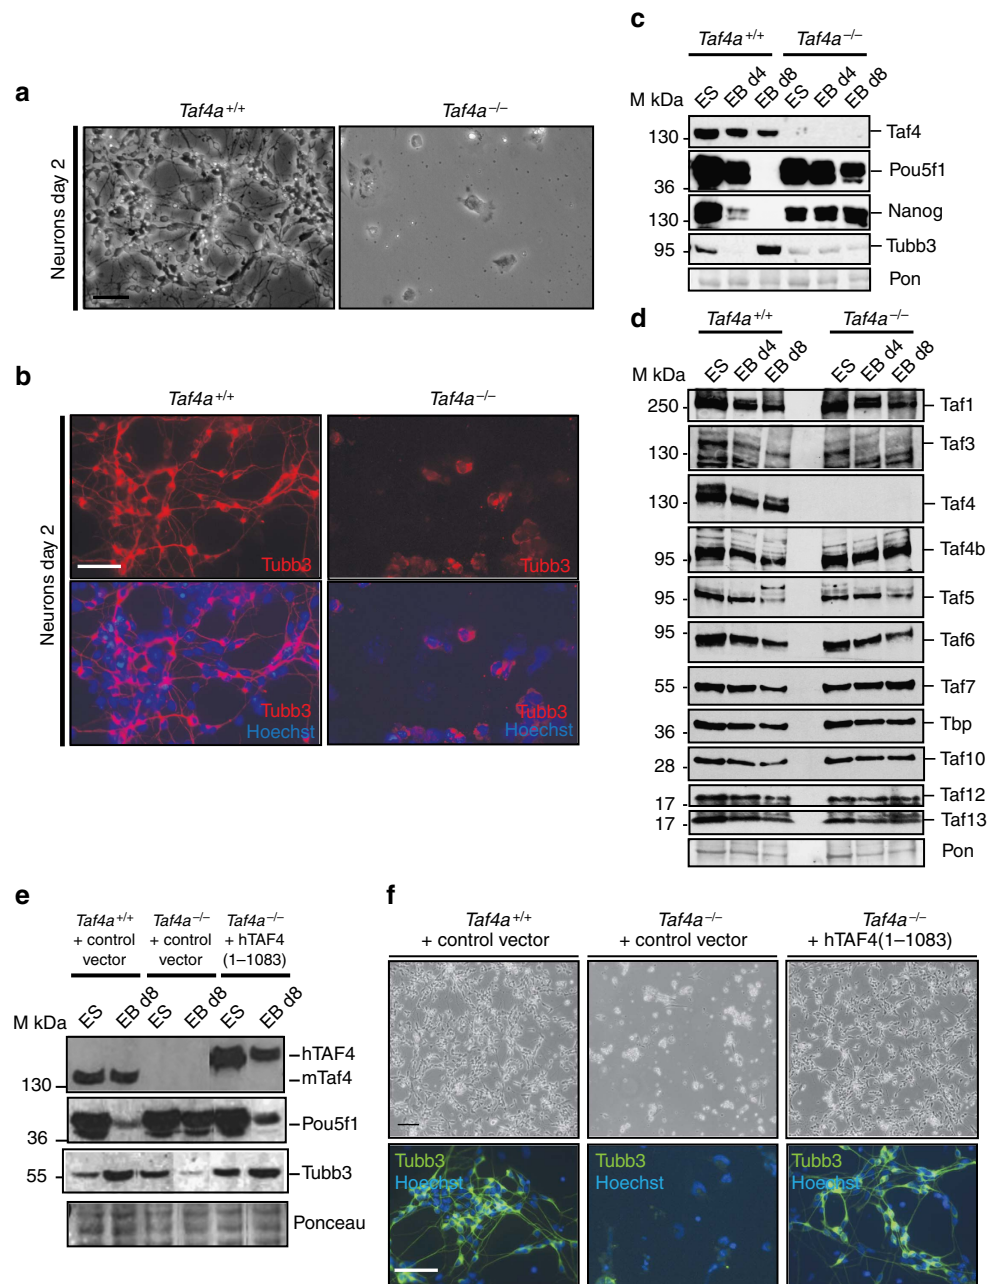 a
Taf4a+/+
Taf4a–/–
Neurons day 2
b
Taf4a+/+
Taf4a–/–
Neurons day 2
Tubb3
Tubb3
Tubb3
Hoechst
Tubb3
Hoechst
c
Taf4a+/+
Taf4a–/–
M kDa
ES
EB d4
EB d8
ES
EB d4
EB d8
130
Taf4
Pou5f1
36
Nanog
130
95
Tubb3
Pon
d
Taf4a+/+
Taf4a–/–
M kDa
ES
EB d4
EB d8
ES
EB d4
EB d8
250
Taf1
Taf3
130
130
Taf4
Taf4b
95
95
Taf5
95
Taf6
55
Taf7
36
Tbp
28
Taf10
17
Taf12
17
Taf13
Pon
e
Taf4a+/+
+ control
vector
Taf4a–/–
+ control
vector
Taf4a–/–
+ hTAF4
(1–1083)
M kDa
ES
EB d8
ES
EB d8
ES
EB d8
hTAF4
mTaf4
130
Pou5f1
36
55
Tubb3
Ponceau
f
Taf4a+/+
+ control vector
Taf4a–/–
+ control vector
Taf4a–/–
+ hTAF4(1–1083)
Tubb3
Hoechst
Tubb3
Hoechst
Tubb3
Hoechst